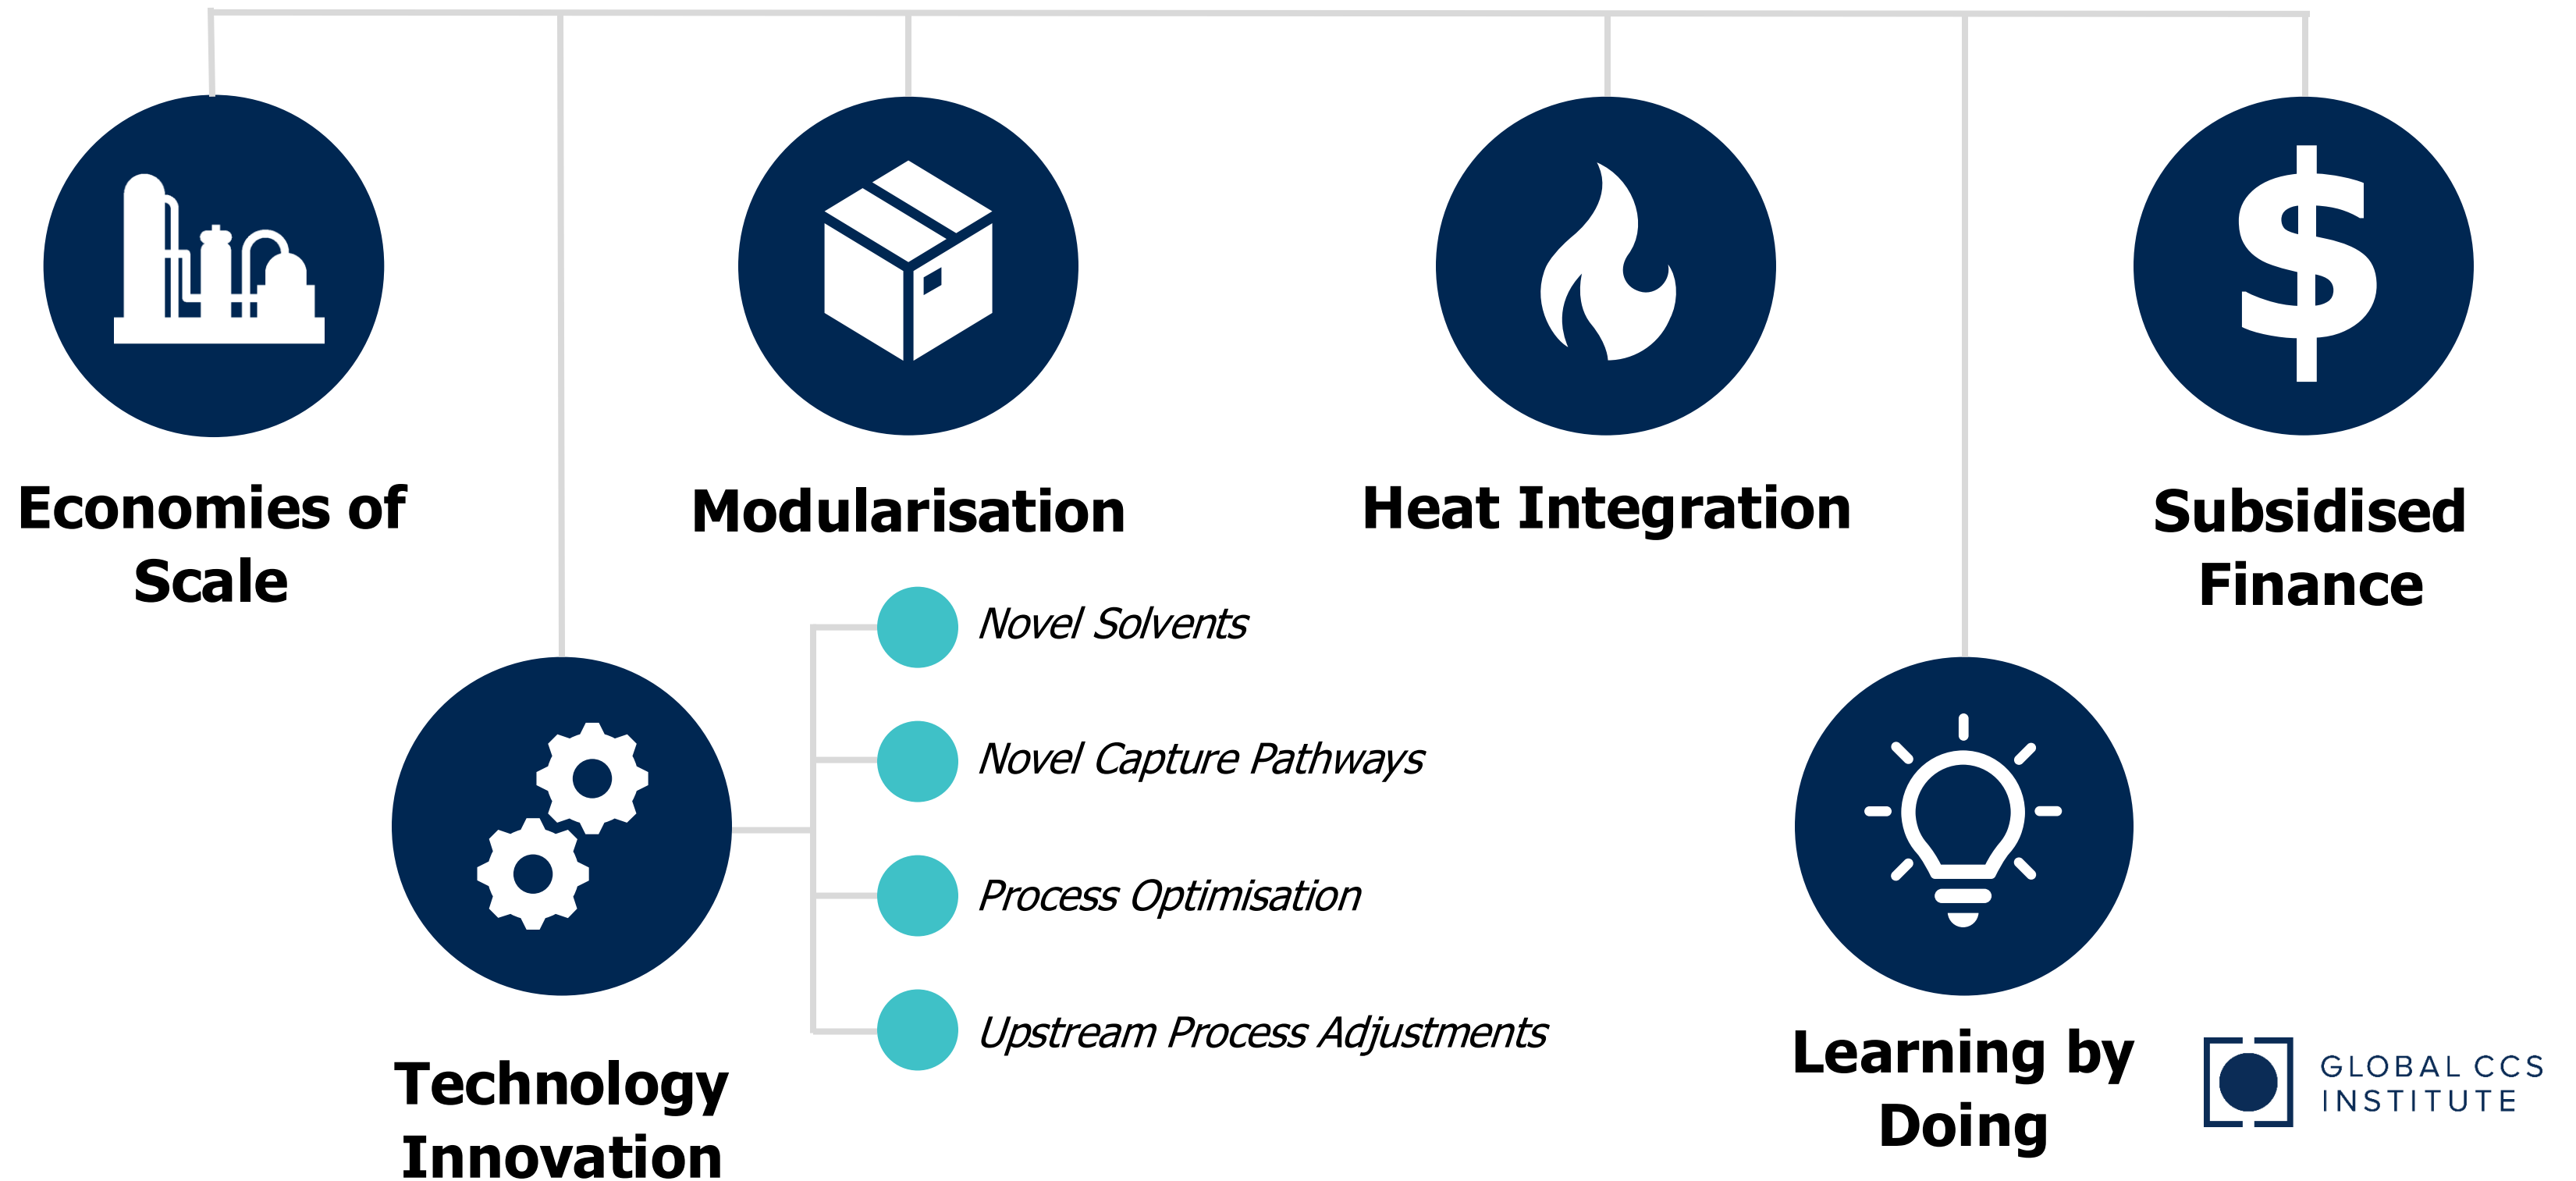 Economies of
Scale
Modularisation
Heat Integration
Subsidised
Finance
Novel Solvents
Novel Capture Pathways
Process Optimisation
Upstream Process Adjustments
Technology
Innovation
Learning by
Doing
GLOBAL CCS
INSTITUTE